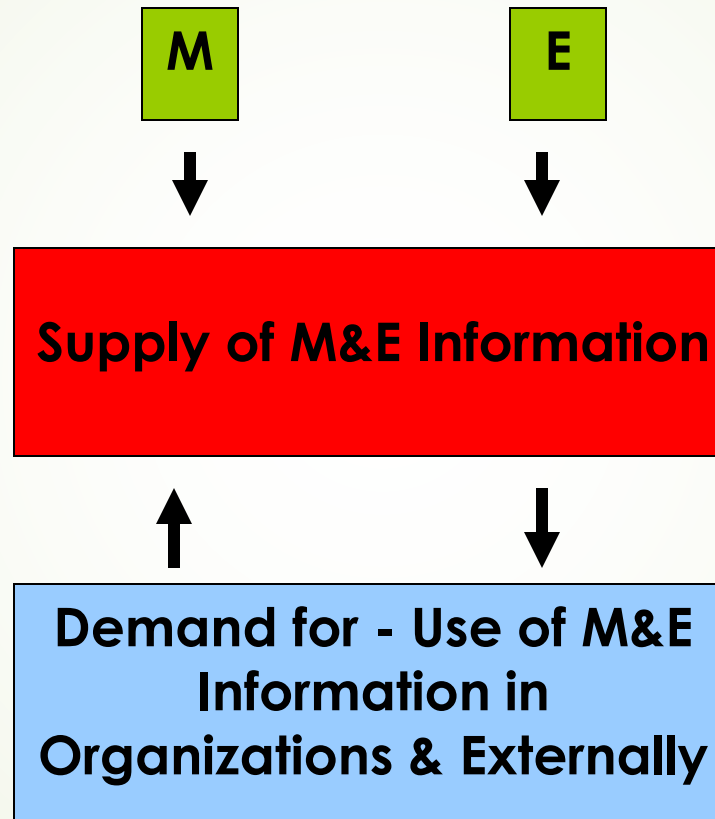 M
E
Supply of M&E Information
Demand for - Use of M&E
Information in
Organizations & Externally